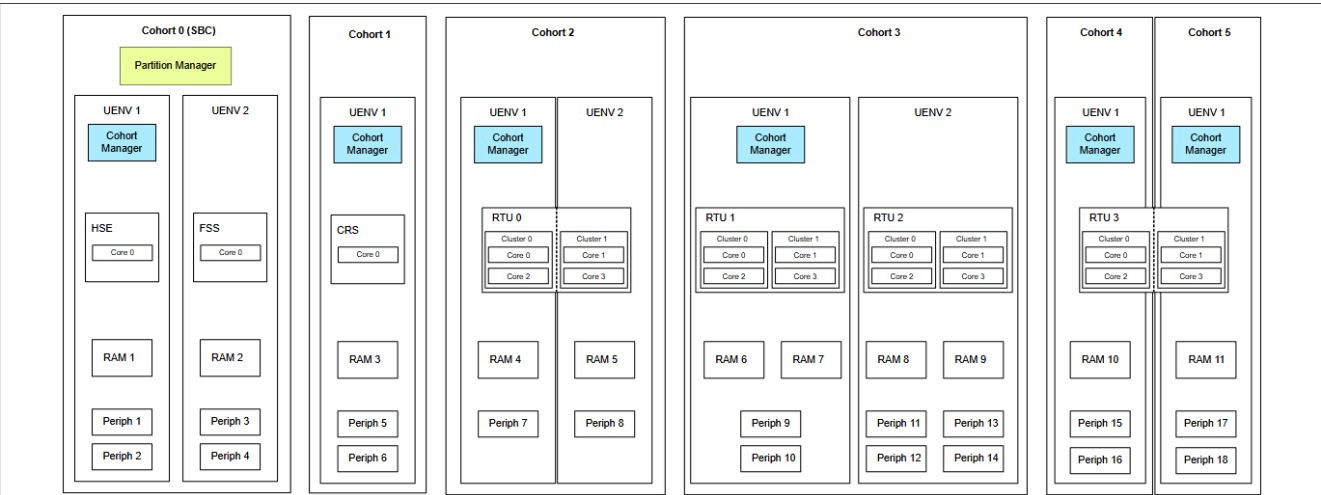 Cohort 0 (SBC)
Partition Manager
UENV 1
Cohort
Manager
HSE
Core 0
RAM 1
Periph 1
Periph 2
UENV 2
FSS
Core 0
RAM 2
Periph 3
Periph 4
Cohort 1
UENV 1
Cohort
Manager
CRS
Core 0
RAM 3
Periph 5
Periph 6
Cohort 2
UENV 1
Cohort
Manager
UENV 2
RTU 0
Cluster 0
Core 0
Core 2
Cluster 1
Core 1
Core 3
RAM 4
RAM 5
Periph 7
Periph 8
Cohort 3
UENV 1
Cohort
Manager
RTU 1
Cluster 0
Core 0
Core 2
Cluster 1
Core 1
Core 3
RAM 6
RAM 7
Periph 9
Periph 10
UENV 2
RTU 2
Cluster 0
Core 0
Core 2
Cluster 1
Core 1
Core 3
RAM 8
RAM 9
Periph 11
Periph 13
Periph 12
Periph 14
Cohort 4
Cohort 5
UENV 1
Cohort
Manager
UENV 1
Cohort
Manager
RTU 3
Cluster 0
Core 0
Core 2
Cluster 1
Core 1
Core 3
RAM 10
RAM 11
Periph 15
Periph 17
Periph 16
Periph 18